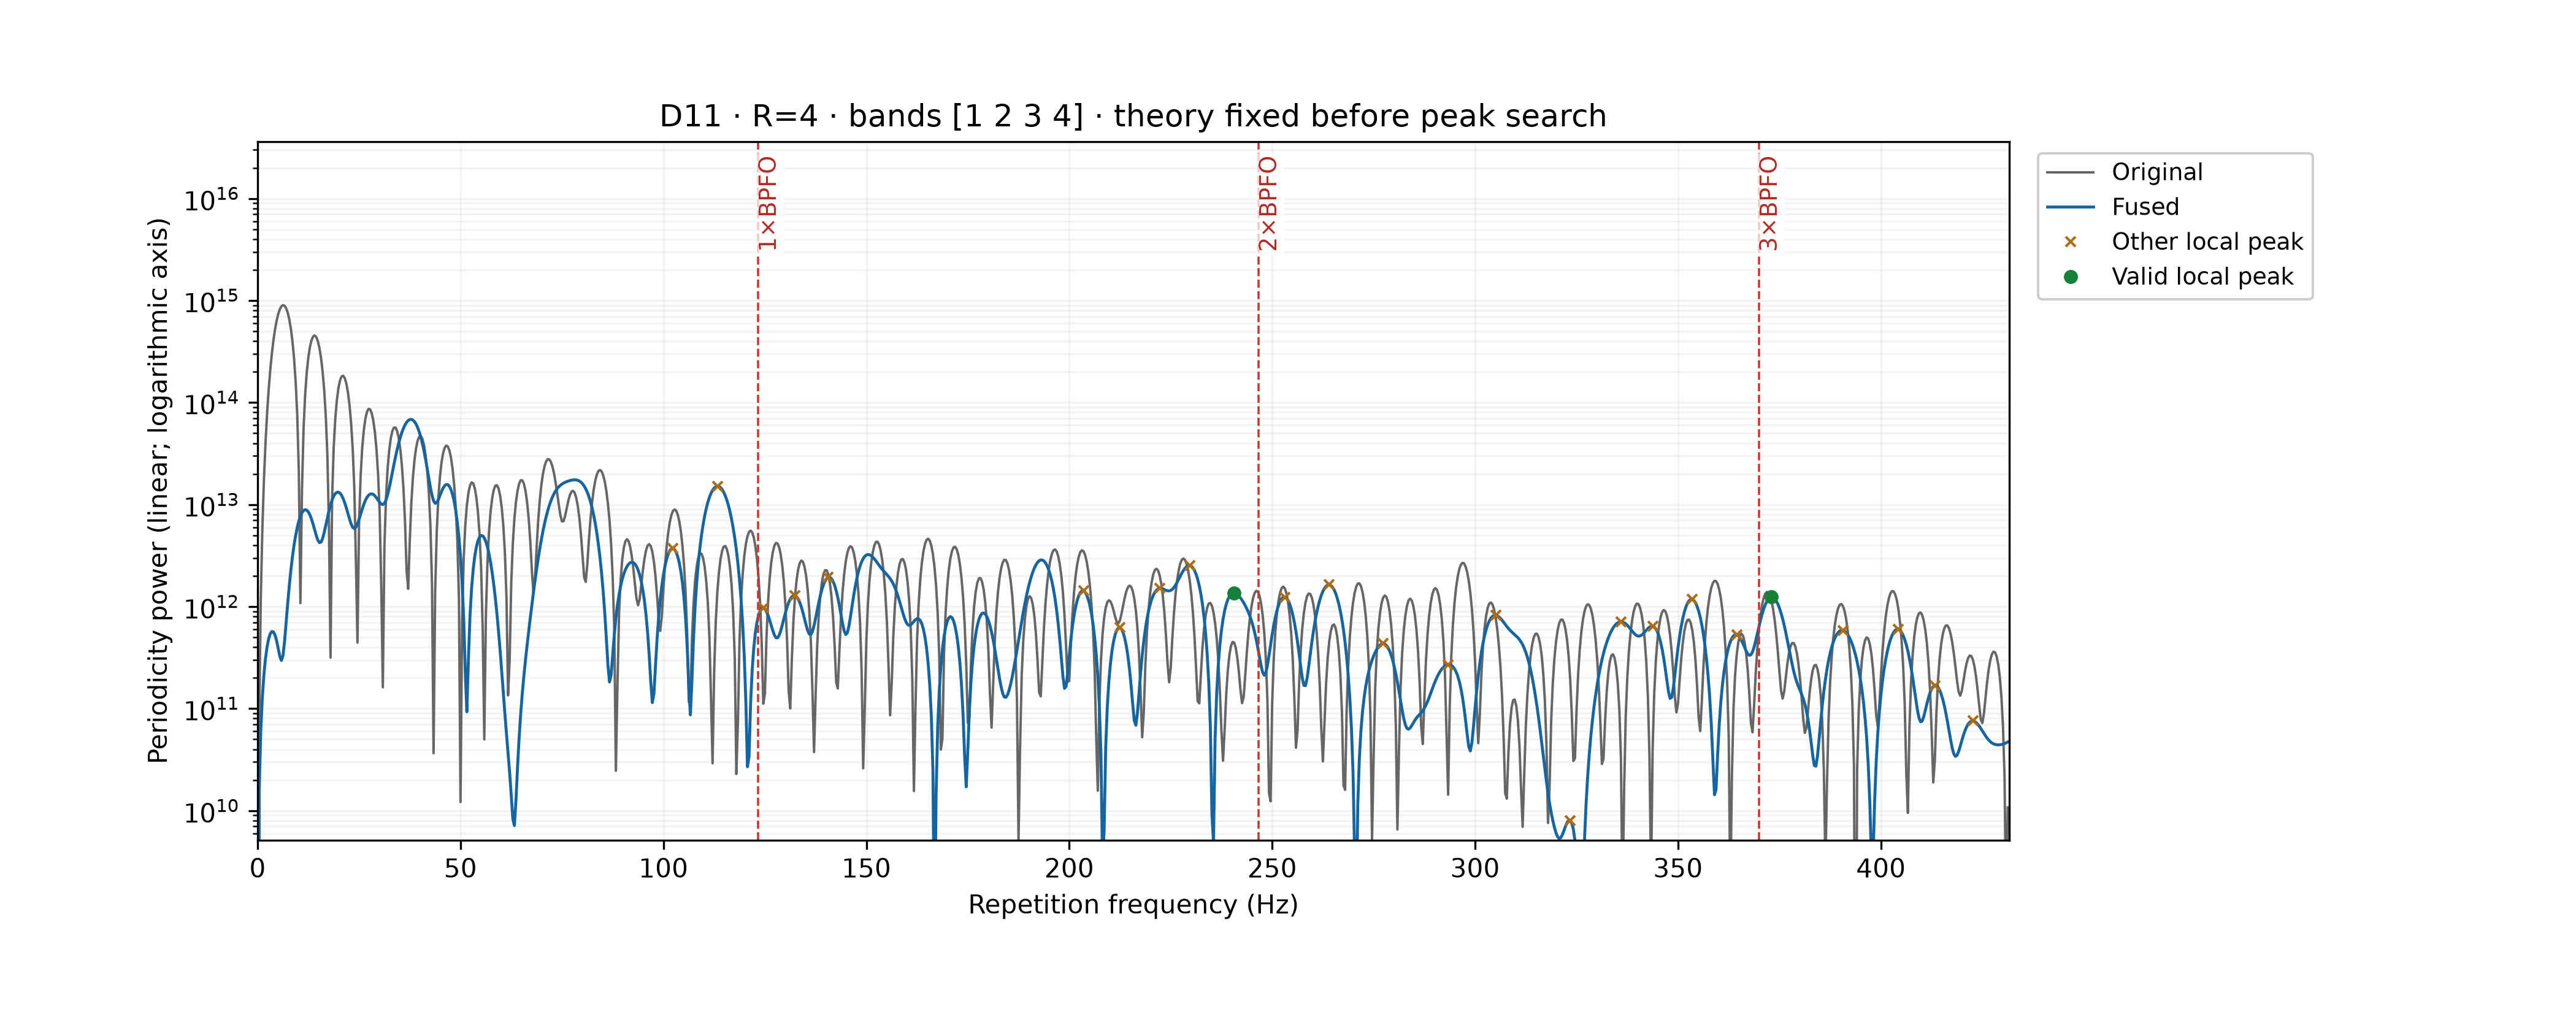 D11 · R=4 · bands [1 2 3 4] · theory fixed before peak search
Periodicity power (linear; logarithmic axis)
10^16
10^15
10^14
10^13
10^12
10^11
10^10
1×BPFO
2×BPFO
3×BPFO
Original
Fused
Other local peak
Valid local peak
0 50 100 150 200 250 300 350 400
Repetition frequency (Hz)